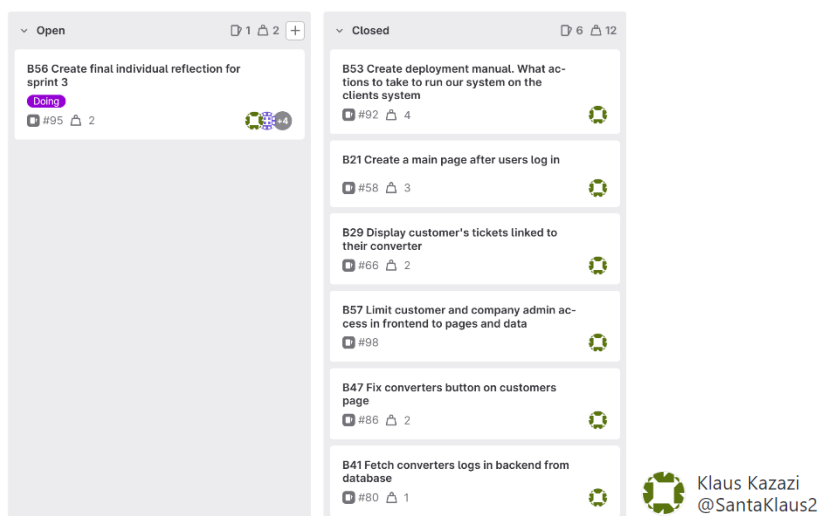 Open 1 2 +
B56 Create final individual reflection for
sprint 3
Doing
#95 2 +4
Closed 6 12
B53 Create deployment manual. What ac-
tions to take to run our system on the
clients system
#92 4
B21 Create a main page after users log in
#58 3
B29 Display customer's tickets linked to
their converter
#66 2
B57 Limit customer and company admin ac-
cess in frontend to pages and data
#98
B47 Fix converters button on customers
page
#86 2
B41 Fetch converters logs in backend from
database
#80 1
Klaus Kazazi
@SantaKlaus2